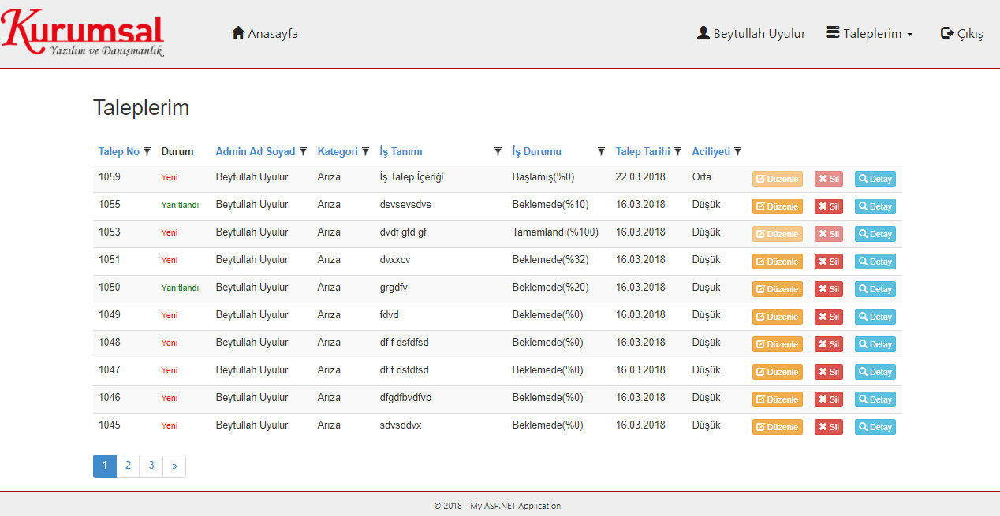 Kurumsal
Yazılım ve Danışmanlık
Anasayfa Beytullah Uyulur Taleplerim Çıkış
Taleplerim
Talep No Durum Admin Ad Soyad Kategori İş Tanımı İş Durumu Talep Tarihi Aciliyeti
1059 Yeni Beytullah Uyulur Arıza İş Talep İçeriği Başlamış(%0) 22.03.2018 Orta Düzenle Sil Detay
1055 Yanıtlandı Beytullah Uyulur Arıza dsvsevsdvs Beklemede(%10) 16.03.2018 Düşük Düzenle Sil Detay
1053 Yeni Beytullah Uyulur Arıza dvdf gfd gf Tamamlandı(%100) 16.03.2018 Düşük Düzenle Sil Detay
1051 Yeni Beytullah Uyulur Arıza dvxxcv Beklemede(%32) 16.03.2018 Düşük Düzenle Sil Detay
1050 Yanıtlandı Beytullah Uyulur Arıza grgdfv Beklemede(%20) 16.03.2018 Düşük Düzenle Sil Detay
1049 Yeni Beytullah Uyulur Arıza fdvd Beklemede(%0) 16.03.2018 Düşük Düzenle Sil Detay
1048 Yeni Beytullah Uyulur Arıza df f dsfdfsd Beklemede(%0) 16.03.2018 Düşük Düzenle Sil Detay
1047 Yeni Beytullah Uyulur Arıza df f dsfdfsd Beklemede(%0) 16.03.2018 Düşük Düzenle Sil Detay
1046 Yeni Beytullah Uyulur Arıza dfgdfbvdfvb Beklemede(%0) 16.03.2018 Düşük Düzenle Sil Detay
1045 Yeni Beytullah Uyulur Arıza sdvsddvx Beklemede(%0) 16.03.2018 Düşük Düzenle Sil Detay
1 2 3 »
© 2018 - My ASP.NET Application